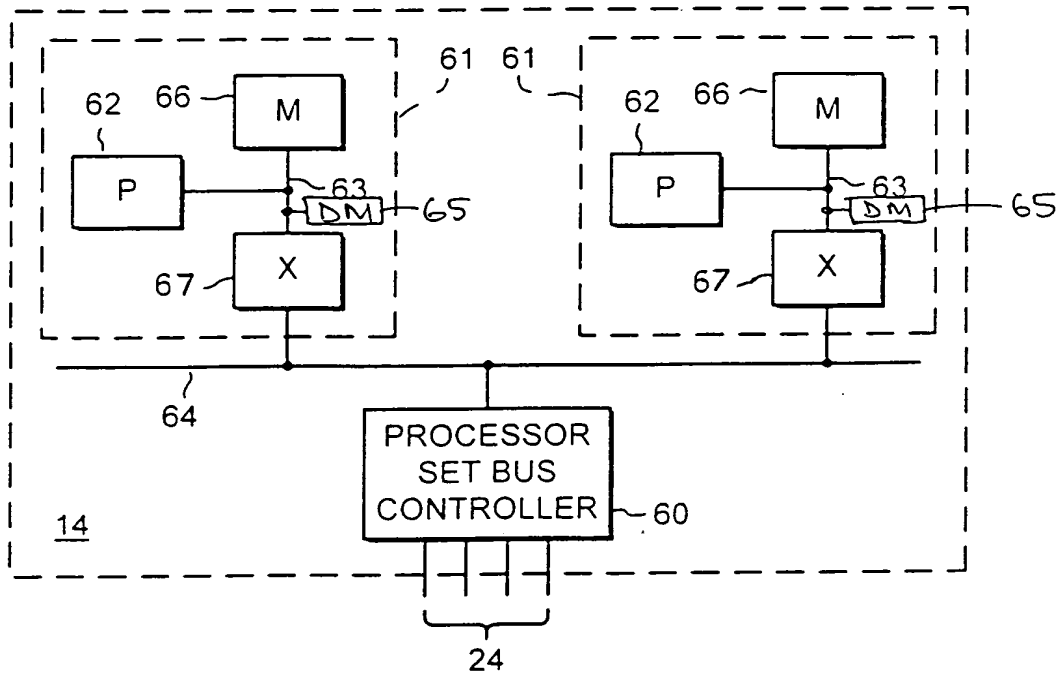 61 61
66 66
62 M 62 M
P 63 P 63
DM 65 DM 65
67 X 67 X
64
PROCESSOR
SET BUS
CONTROLLER
60
14
24